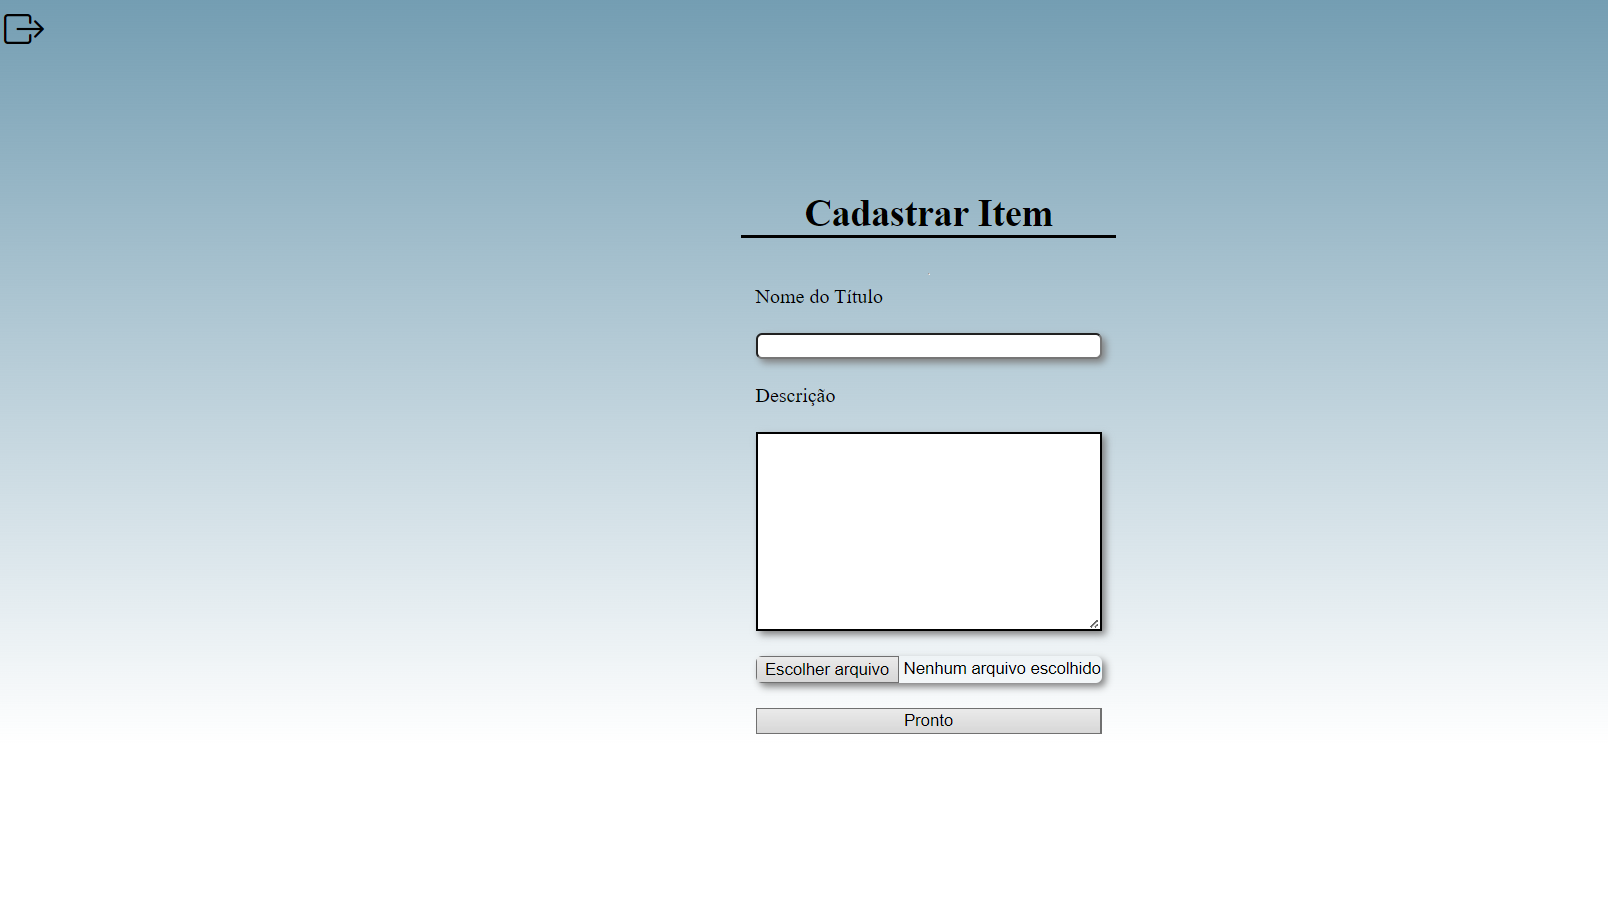 Cadastrar Item
Nome do Título
Descrição
Escolher arquivo Nenhum arquivo escolhido
Pronto